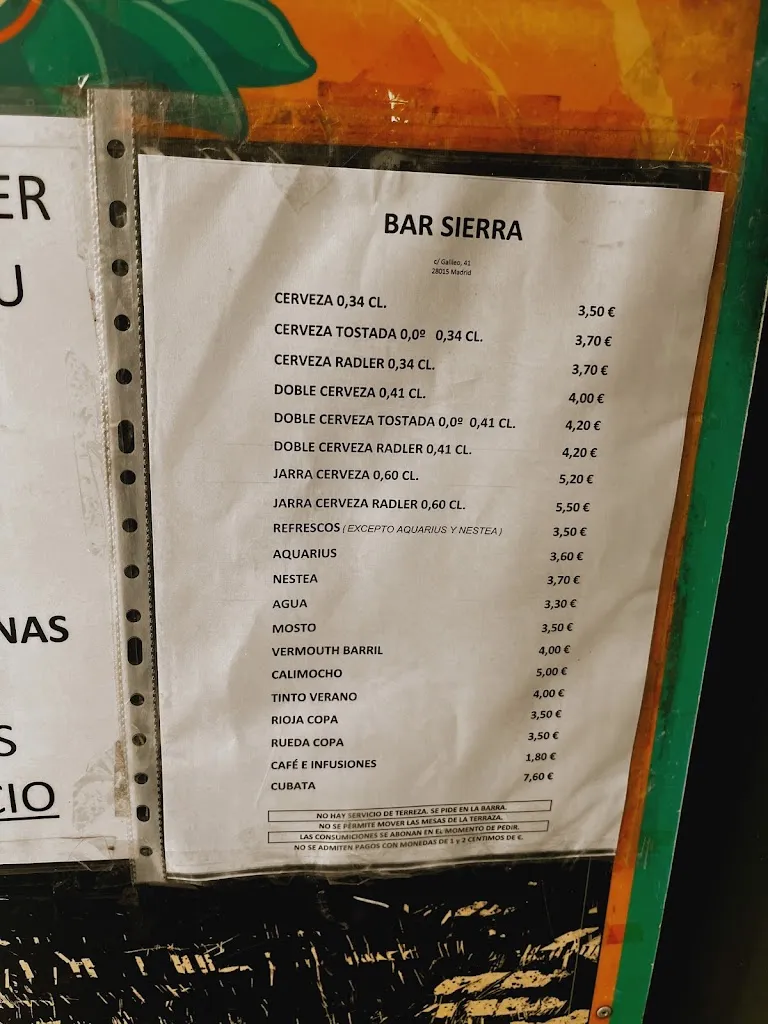 ER
U
NAS
S
CIO
BAR SIERRA
c/ Galileo, 41
28015 Madrid
CERVEZA 0,34 CL. 3,50 €
CERVEZA TOSTADA 0,0º 0,34 CL. 3,70 €
CERVEZA RADLER 0,34 CL. 3,70 €
DOBLE CERVEZA 0,41 CL. 4,00 €
DOBLE CERVEZA TOSTADA 0,0º 0,41 CL. 4,20 €
DOBLE CERVEZA RADLER 0,41 CL. 4,20 €
JARRA CERVEZA 0,60 CL. 5,20 €
JARRA CERVEZA RADLER 0,60 CL. 5,50 €
REFRESCOS (EXCEPTO AQUARIUS Y NESTEA) 3,50 €
AQUARIUS 3,60 €
NESTEA 3,70 €
AGUA 3,30 €
MOSTO 3,50 €
VERMOUTH BARRIL 4,00 €
CALIMOCHO 5,00 €
TINTO VERANO 4,00 €
RIOJA COPA 3,50 €
RUEDA COPA 3,50 €
CAFÉ E INFUSIONES 1,80 €
CUBATA 7,60 €
NO HAY SERVICIO DE TERREZA. SE PIDE EN LA BARRA.
NO SE PERMITE MOVER LAS MESAS DE LA TERRAZA.
LAS CONSUMICIONES SE ABONAN EN EL MOMENTO DE PEDIR.
NO SE ADMITEN PAGOS CON MONEDAS DE 1 y 2 CENTIMOS DE €.